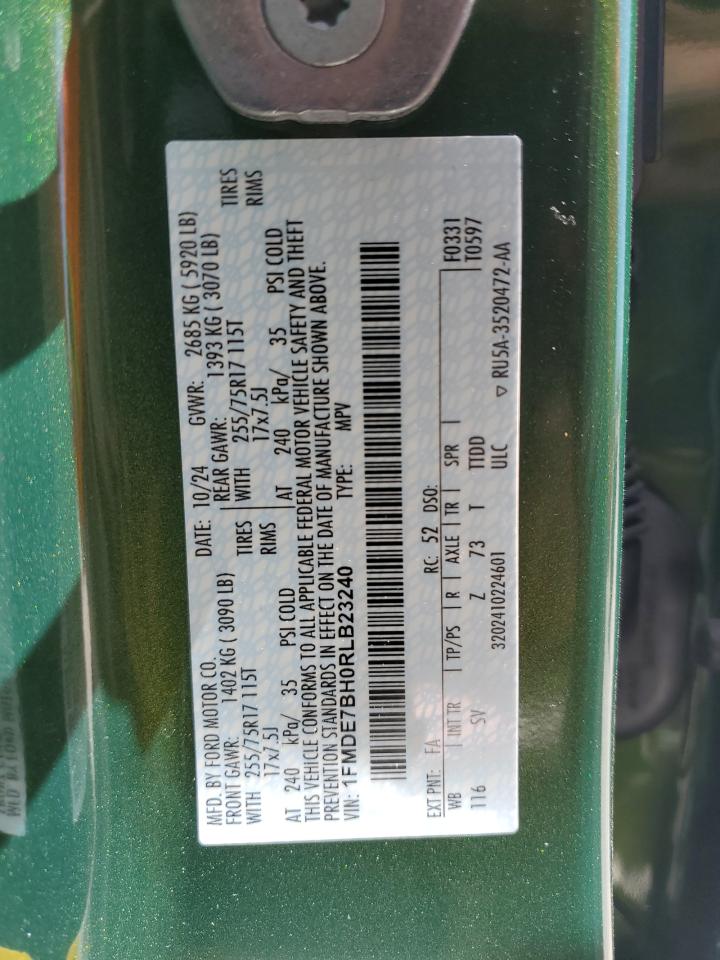 MFD. BY FORD MOTOR CO. DATE: 10/24 GVWR: 2685 KG ( 5920 LB)
FRONT GAWR: 1402 KG ( 3090 LB) REAR GAWR: 1393 KG ( 3070 LB)
WITH 255/75R17 115T TIRES WITH 255/75R17 115T TIRES
17x7.5J RIMS 17x7.5J RIMS
AT 240 kPa/ 35 PSI COLD AT 240 kPa/ 35 PSI COLD
THIS VEHICLE CONFORMS TO ALL APPLICABLE FEDERAL MOTOR VEHICLE SAFETY AND THEFT
PREVENTION STANDARDS IN EFFECT ON THE DATE OF MANUFACTURE SHOWN ABOVE.
VIN: 1FMDE7BH0RLB23240 TYPE: MPV
EXT PNT: FA RC: 52 DSO: F0331
WB INT TR TP/PS R AXLE TR SPR T0597
116 SV Z 73 T TTDD
3202410224601 ULC ▽ RU5A-3520472-AA